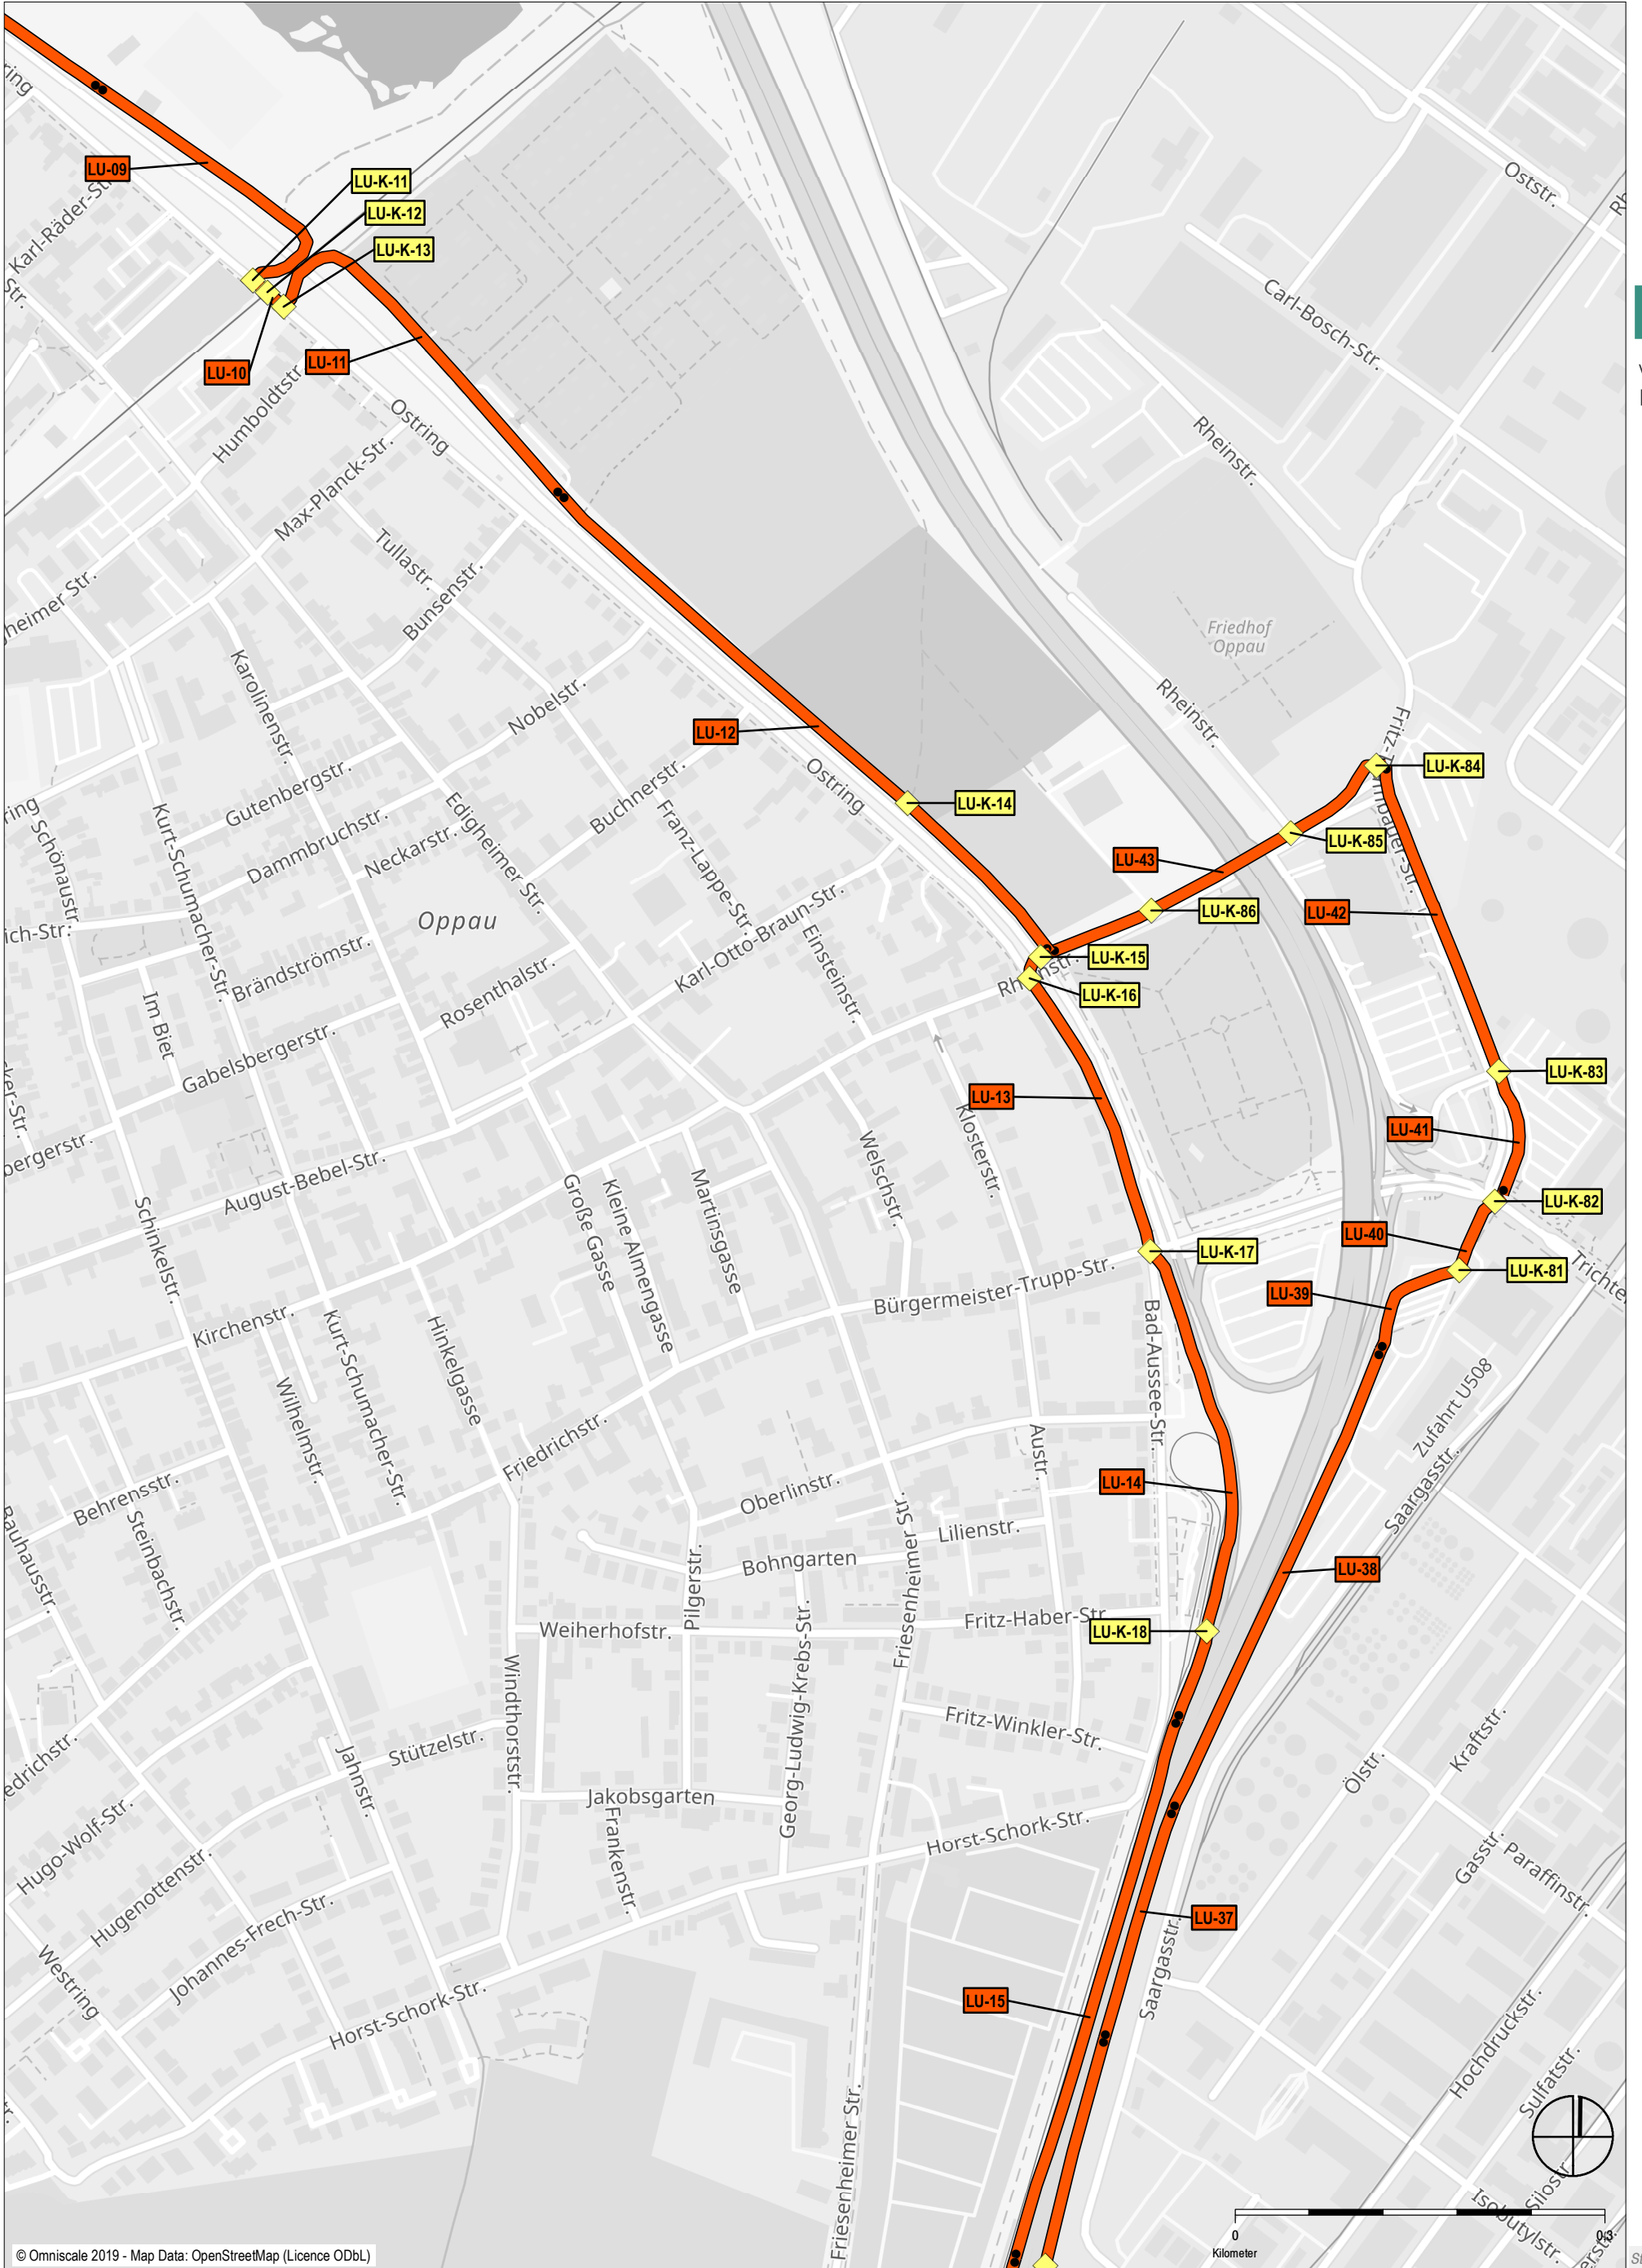 LU-09
Karl-Räder-Str.
Str.
LU-K-11
LU-K-12
LU-K-13
LU-10
LU-11
Humboldtstr.
Ostring
Max-Planck-Str.
Tullastr.
Bunsenstr.
heimer Str.
Karolinenstr.
Nobelstr.
Oststr.
Carl-Bosch-Str.
Rheinstr.
Friedhof
Oppau
Rheinstr.
LU-12
Ostring
LU-K-14
LU-K-84
LU-K-85
LU-43
LU-42
LU-K-86
LU-K-15
LU-K-16
Gutenbergstr.
Buchnerstr.
Dammbruchstr.
Neckarstr.
Edigheimer Str.
Franz-Lappe-Str.
Schönaustr.
Kurt-Schumacher-Str.
ich-Str.
Oppau
Karl-Otto-Braun-Str.
Einsteinstr.
Brändströmstr.
Rosenthalstr.
Im Biet
Gabelsbergerstr.
bergerstr.
LU-K-83
LU-13
LU-41
Klosterstr.
Welschstr.
August-Bebel-Str.
Große Gasse
Kleine Almengasse
Martinsgasse
Schinkelstr.
LU-K-82
LU-40
LU-K-17
LU-K-81
LU-39
Bürgermeister-Trupp-Str.
Kirchenstr.
Kurt-Schumacher-Str.
Hinkelgasse
Bad-Aussee-Str.
Wilhelmstr.
Friedrichstr.
Zufahrt U508
Saargasstr.
Austr.
LU-14
Oberlinstr.
Behrensstr.
Steinbachstr.
Bauhausstr.
Lilienstr.
Bohngarten
LU-38
Pilgerstr.
Friesenheimer Str.
Weiherhofstr.
Fritz-Haber-Str.
LU-K-18
Georg-Ludwig-Krebs-Str.
Windthorststr.
Fritz-Winkler-Str.
Stützelstr.
Jahnstr.
edrichstr.
Ölstr.
Kraftstr.
Jakobsgarten
Frankenstr.
Horst-Schork-Str.
Hugo-Wolf-Str.
Hugenottenstr.
Gasstr.
Paraffinstr.
Johannes-Frech-Str.
LU-37
Saargasstr.
Westring
LU-15
Horst-Schork-Str.
Hochdruckstr.
Sulfatstr.
Friesenheimer Str.
Isobutylstr.
0
Kilometer
© Omniscale 2019 - Map Data: OpenStreetMap (Licence ODbL)